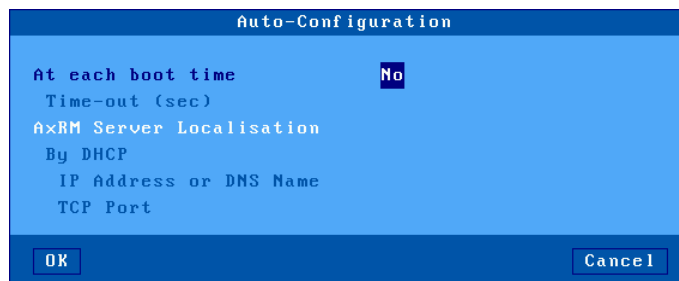 Auto-Configuration
At each boot time No
Time-out (sec)
AxRM Server Localisation
By DHCP
IP Address or DNS Name
TCP Port
OK Cancel